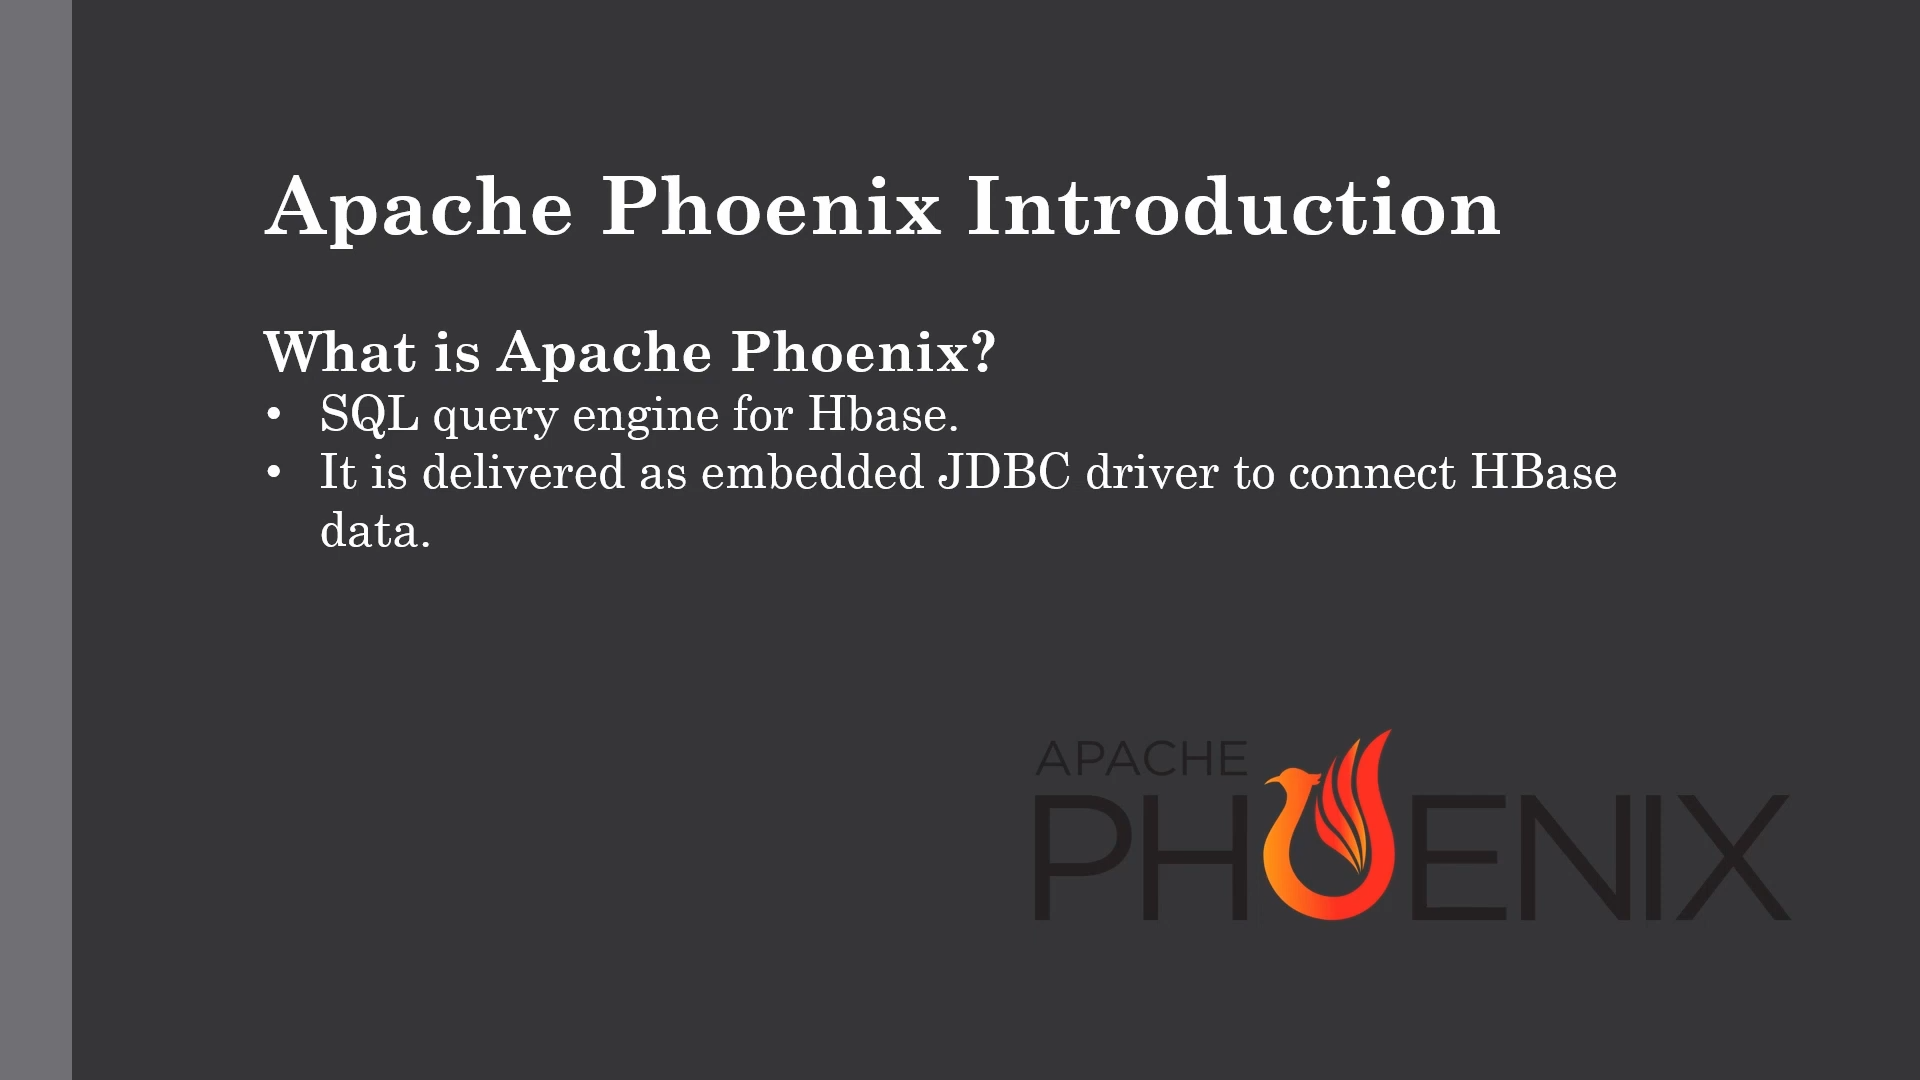 Apache Phoenix Introduction
What is Apache Phoenix?
• SQL query engine for Hbase.
• It is delivered as embedded JDBC driver to connect HBase
data.
APACHE
PHOENIX